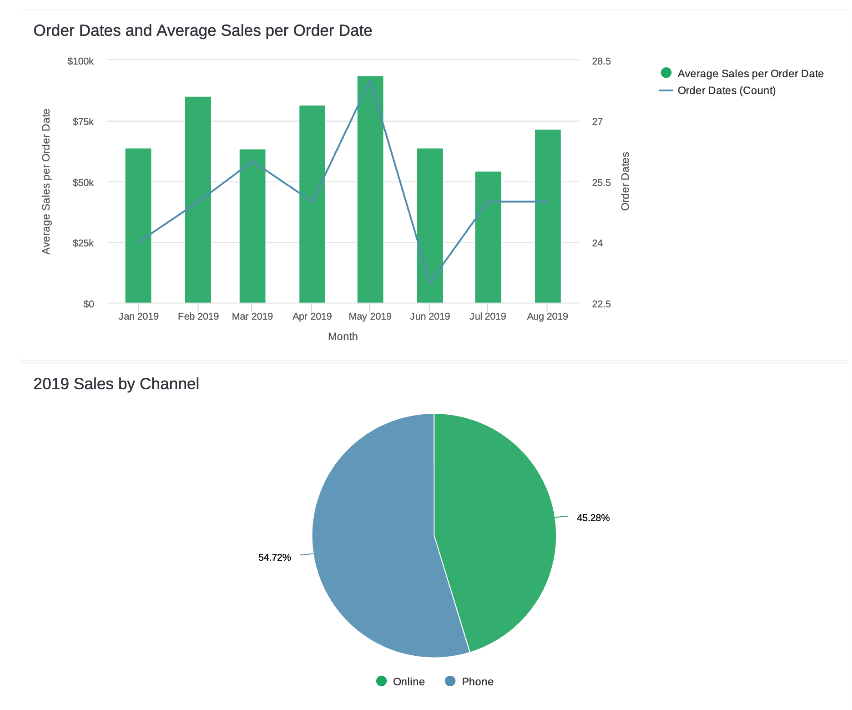 Order Dates and Average Sales per Order Date
$100k
$75k
$50k
$25k
$0
Average Sales per Order Date
28.5
27
25.5
24
22.5
Order Dates
Jan 2019 Feb 2019 Mar 2019 Apr 2019 May 2019 Jun 2019 Jul 2019 Aug 2019
Month
Average Sales per Order Date
Order Dates (Count)
2019 Sales by Channel
45.28%
54.72%
Online Phone